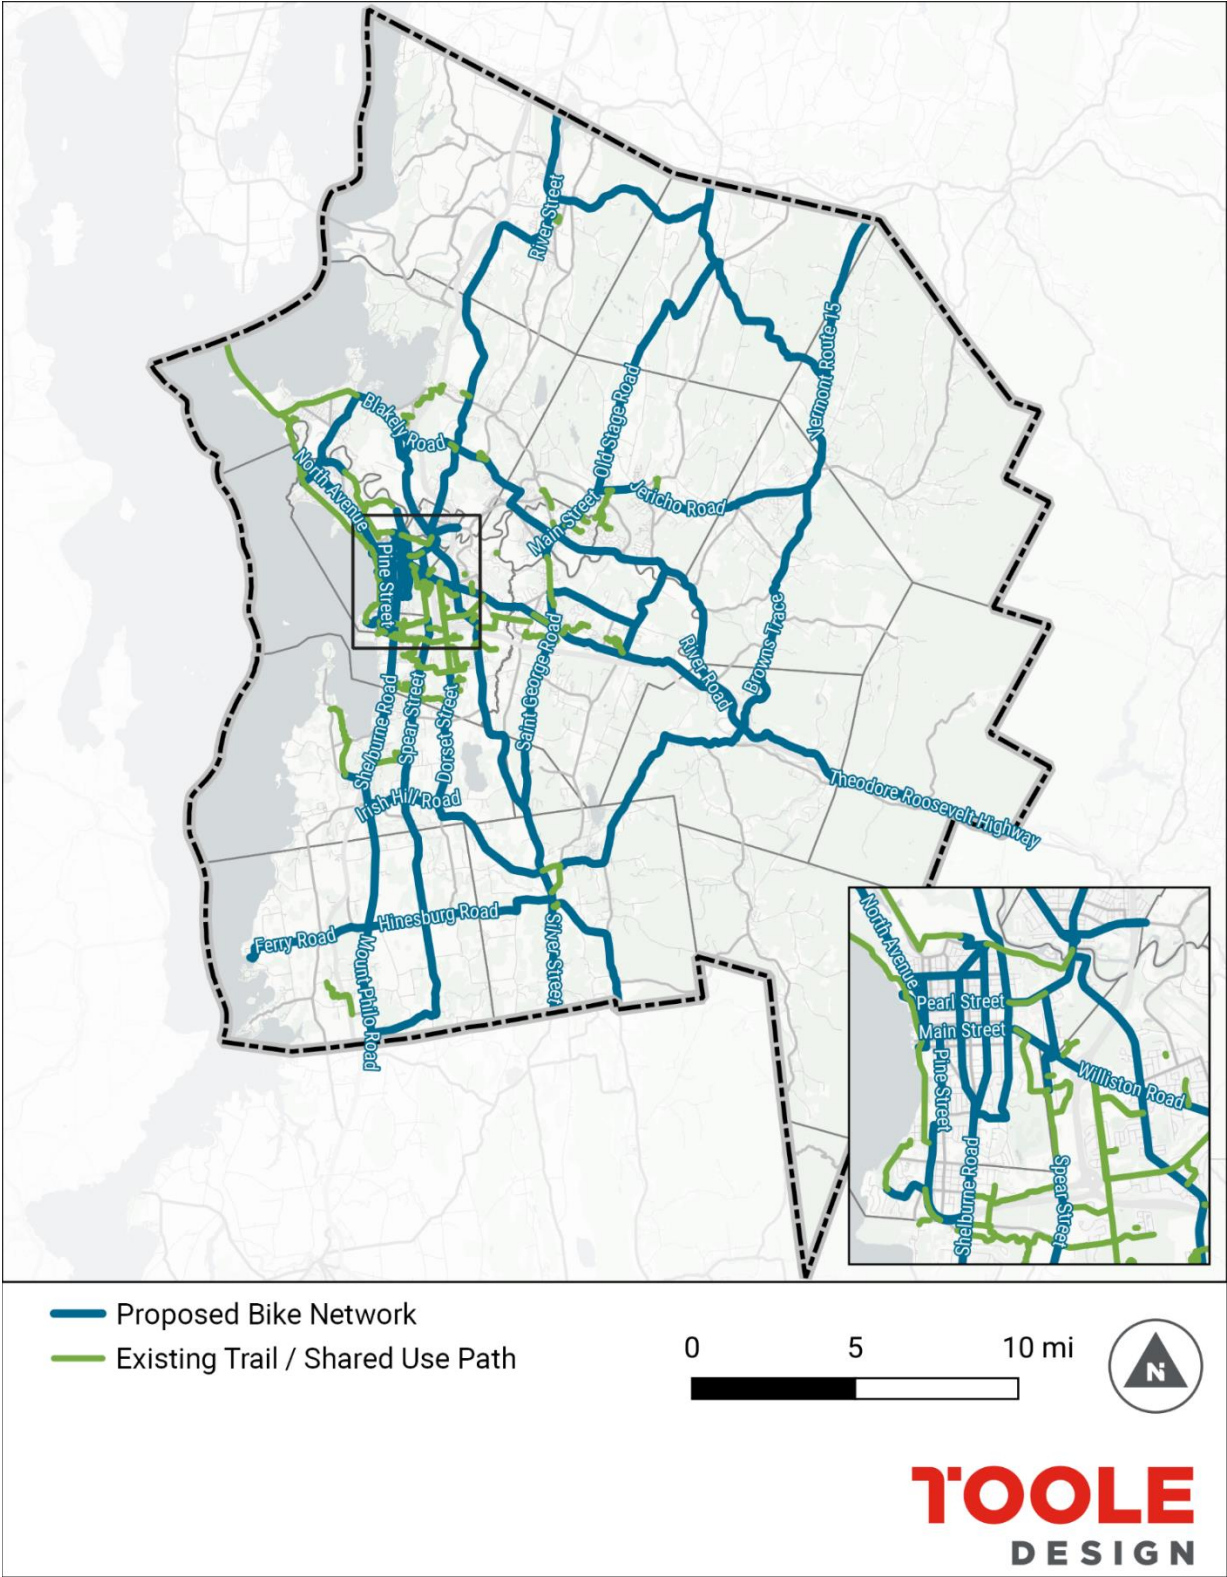 River Street
Vermont Route 15
Old Stage Road
Blakely Road
North Avenue
Jericho Road
Main Street
Pine Street
River Road
Browns Trace
Saint George Road
Shelburne Road
Spear Street
Dorset Street
Irish Hill Road
Theodore Roosevelt Highway
Hinesburg Road
Ferry Road
Silver Street
Mount Philo Road
North Avenue
Pearl Street
Main Street
Pine Street
Williston Road
Shelburne Road
Spear Street
Proposed Bike Network
Existing Trail / Shared Use Path
0 5 10 mi
N
TOOLE
DESIGN